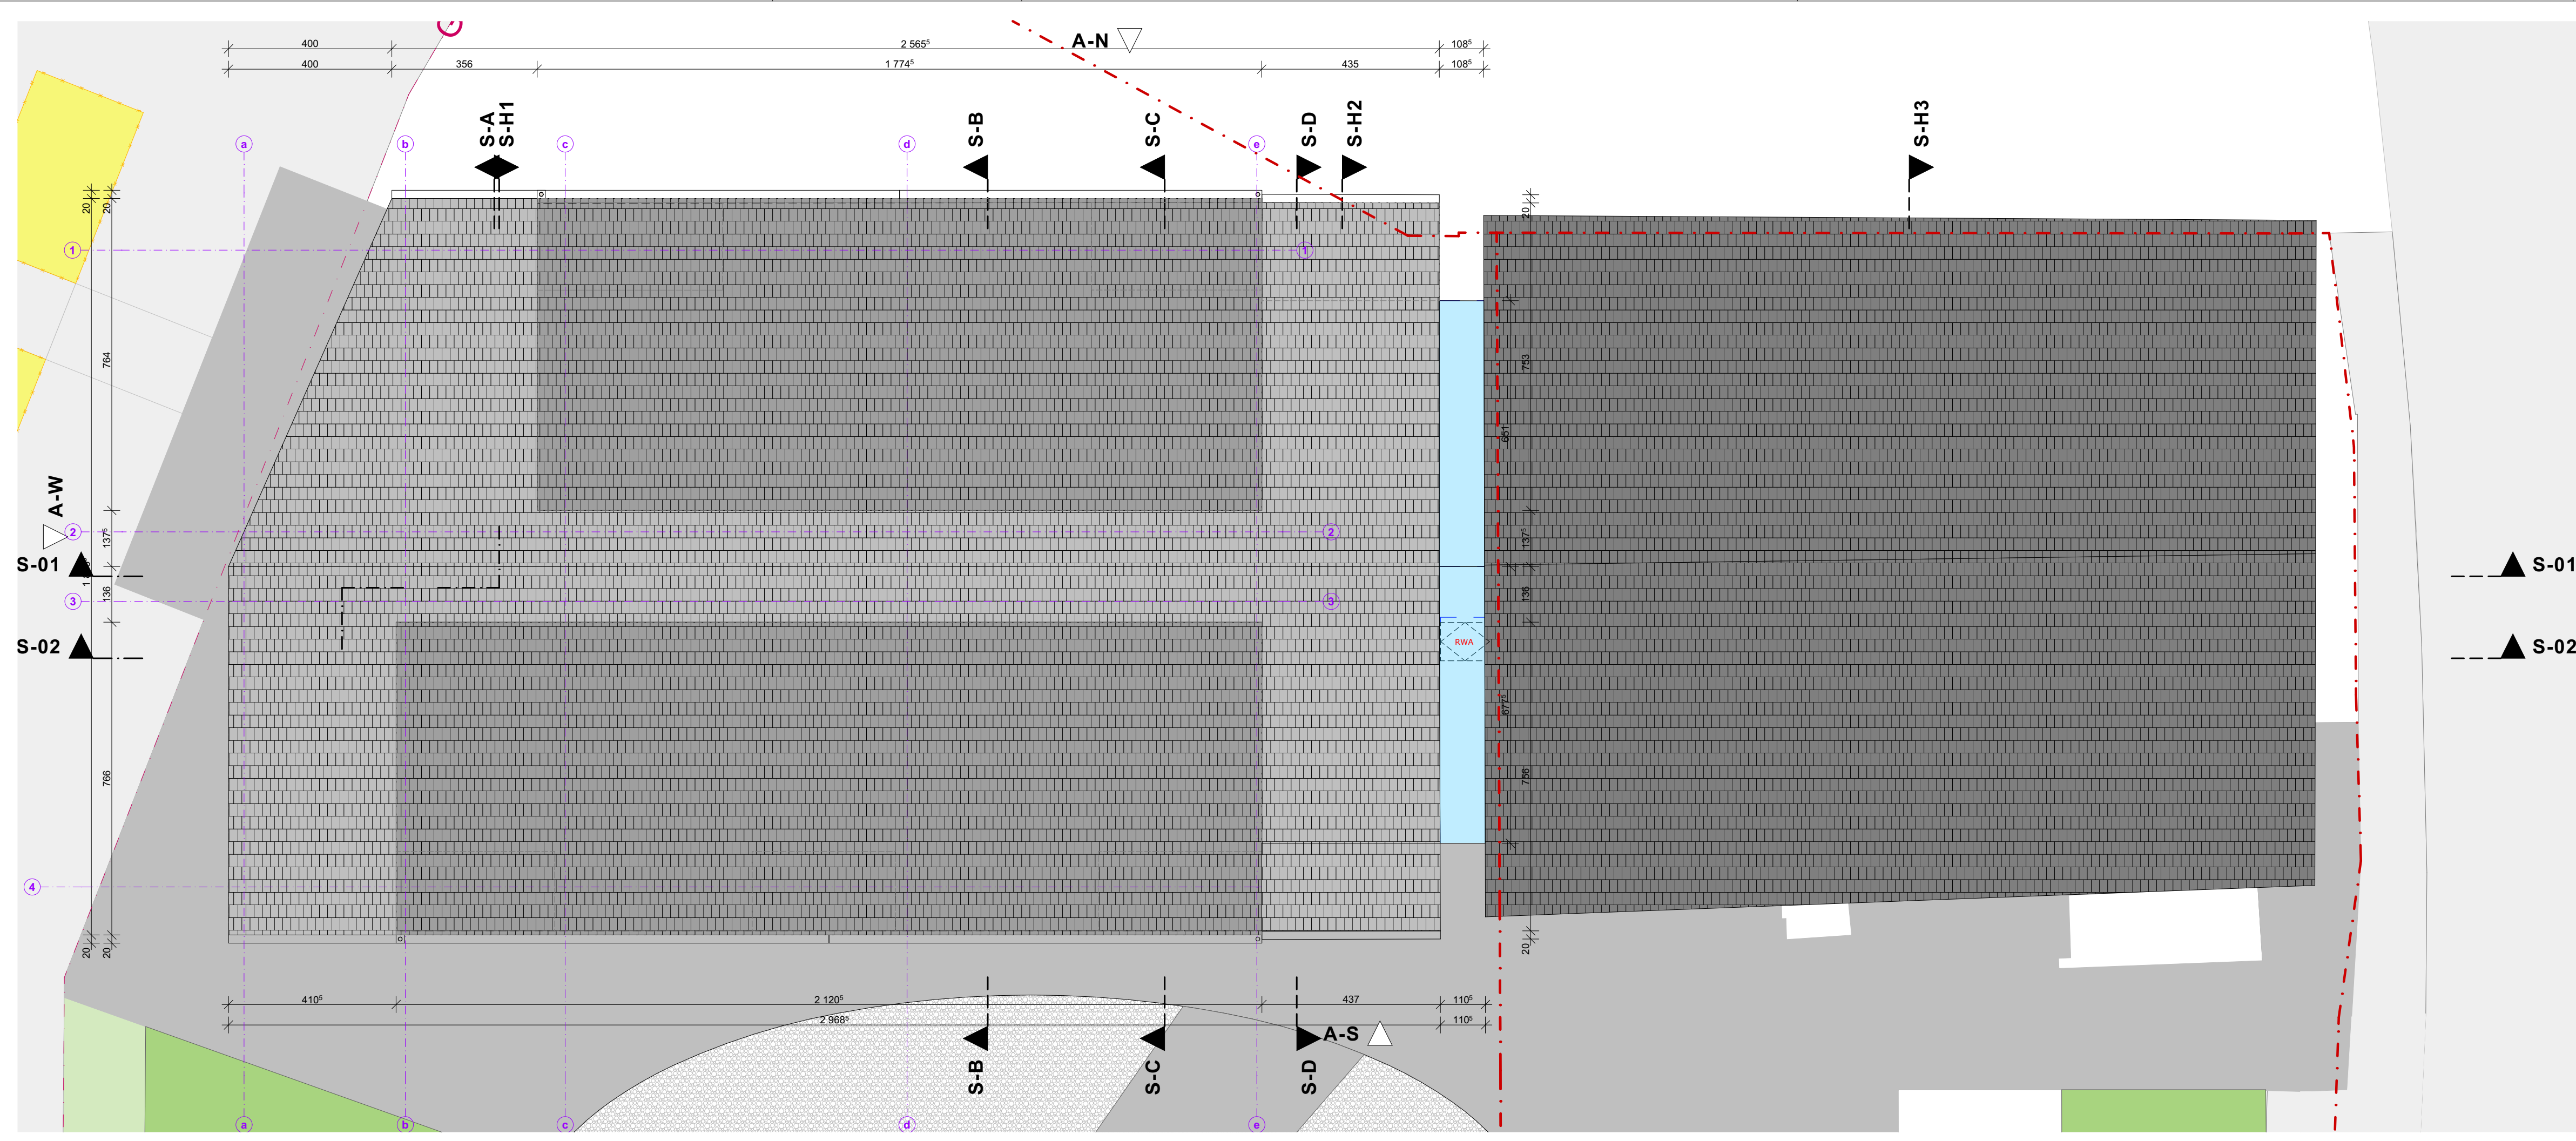 400
2 565⁵
A-N
108⁵
400
356
1 774⁵
435
108⁵
S-A
S-H1
S-B
S-C
S-D
S-H2
S-H3
a
b
c
d
e
20
20
20
1
1
764
753
651
A-W
2
2
137⁵
137⁵
S-01
S-01
136
136
3
3
S-02
S-02
RWA
677⁵
766
756
4
20
20
20
410⁵
2 120⁵
437
110⁵
2 968⁵
110⁵
A-S
S-B
S-C
S-D
a
b
c
d
e